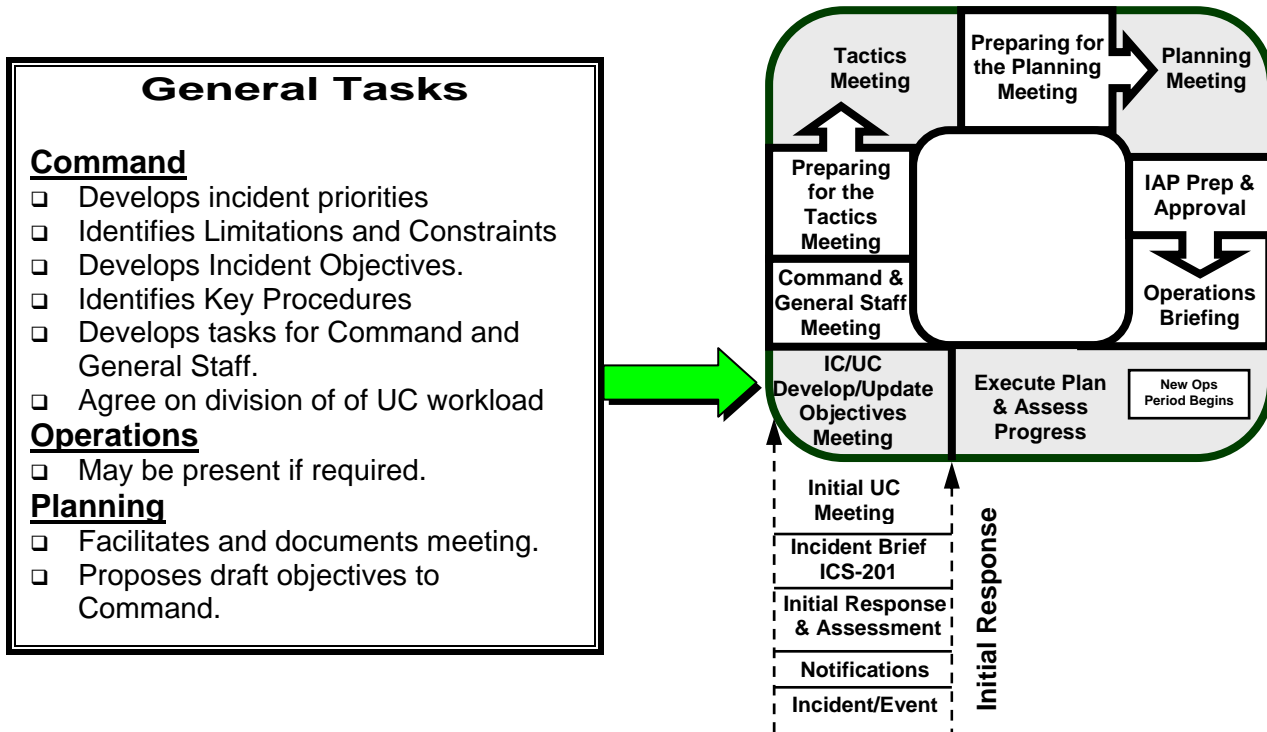 General Tasks
Command
❑ Develops incident priorities
❑ Identifies Limitations and Constraints
❑ Develops Incident Objectives.
❑ Identifies Key Procedures
❑ Develops tasks for Command and
General Staff.
❑ Agree on division of of UC workload
Operations
❑ May be present if required.
Planning
❑ Facilitates and documents meeting.
❑ Proposes draft objectives to
Command.
Tactics
Meeting
Preparing for
the Planning
Meeting
Planning
Meeting
Preparing
for the
Tactics
Meeting
IAP Prep &
Approval
Command &
General Staff
Meeting
Operations
Briefing
IC/UC
Develop/Update
Objectives
Meeting
Execute Plan
& Assess
Progress
New Ops
Period Begins
Initial UC
Meeting
Incident Brief
ICS-201
Initial Response
& Assessment
Notifications
Incident/Event
Initial Response